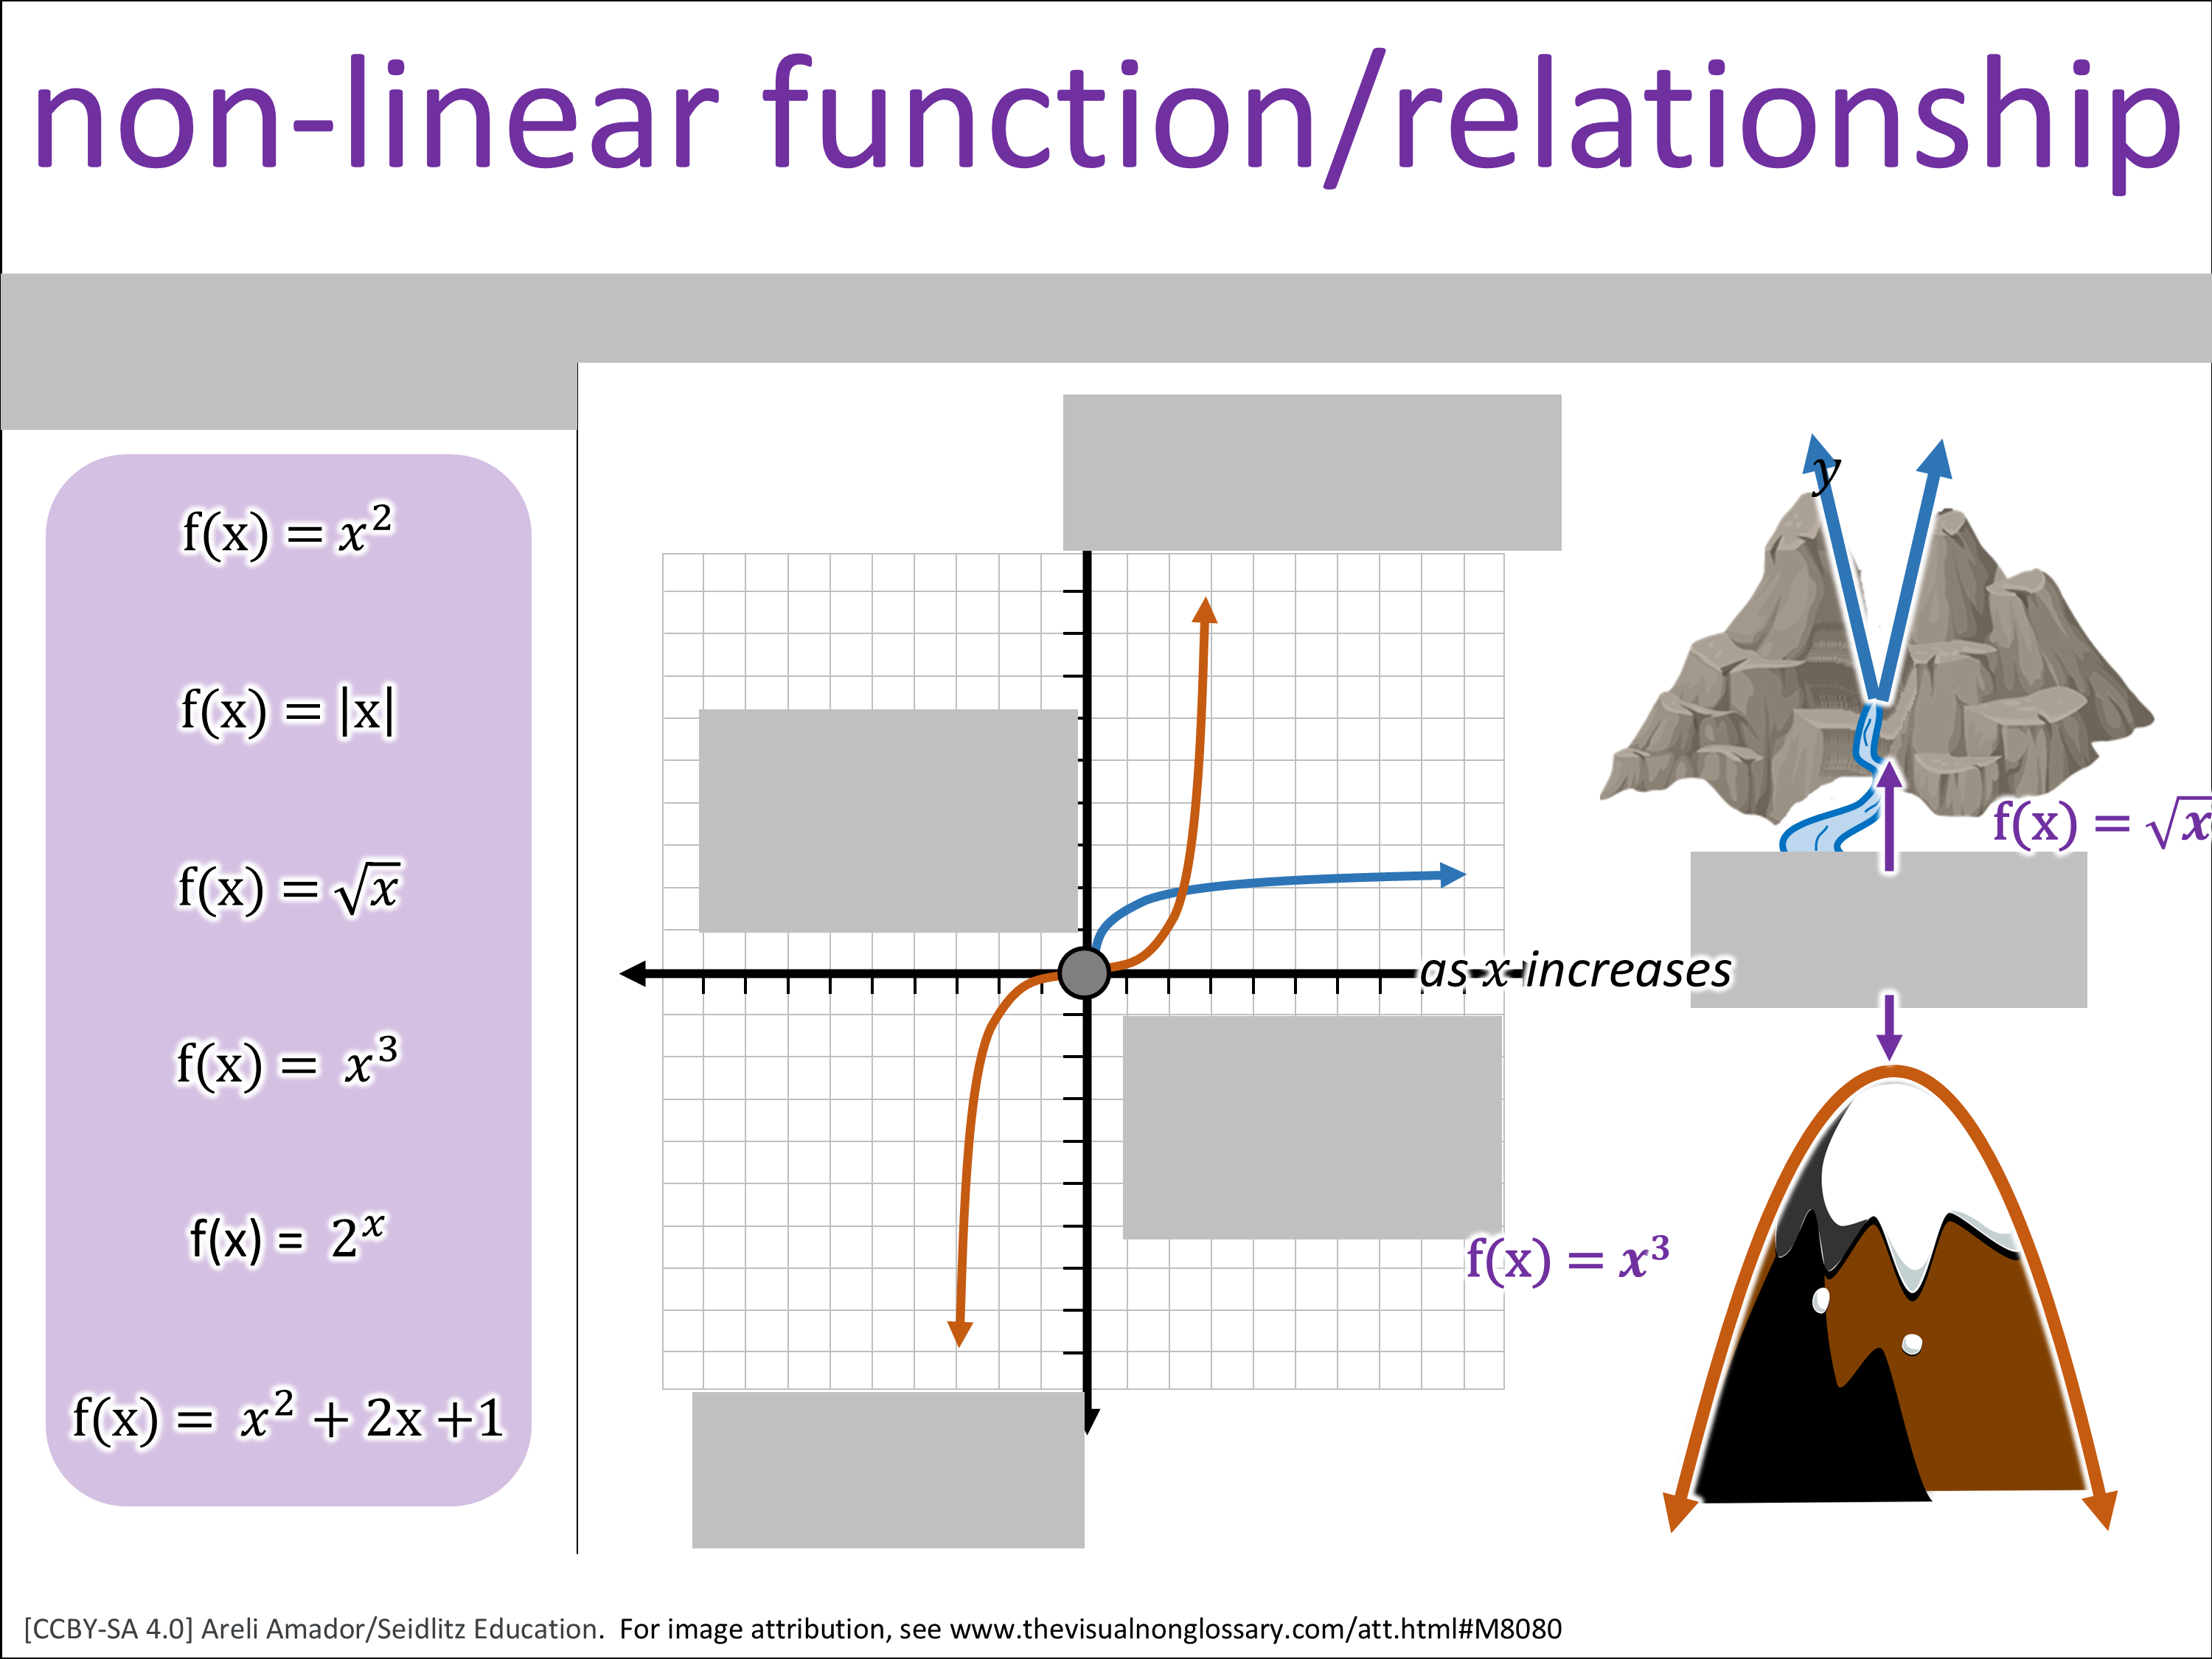 non-linear function/relationship
f(x) = x²
f(x) = |x|
f(x) = √x
f(x) = x³
f(x) = 2ˣ
f(x) = x² + 2x +1
y
f(x) = √x
as x increases
f(x) = x³
[CCBY-SA 4.0] Areli Amador/Seidlitz Education. For image attribution, see www.thevisualnonglossary.com/att.html#M8080